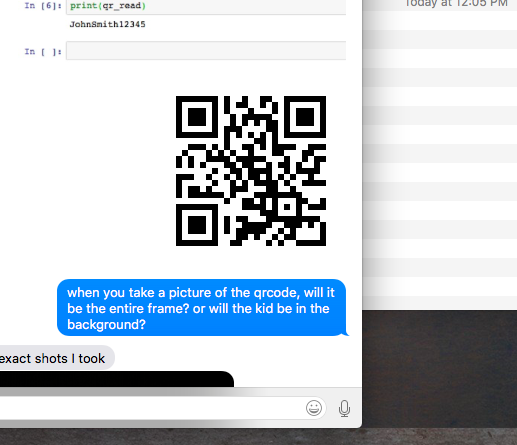 Today at 12:05 PM
In [6]: print(qr_read)
JohnSmith12345
In [ ]:
when you take a picture of the qrcode, will it
be the entire frame? or will the kid be in the
background?
exact shots I took